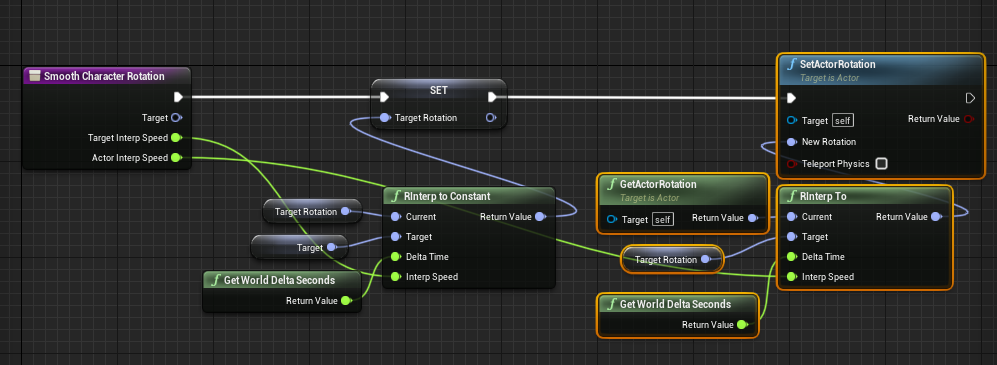 Smooth Character Rotation
Target
Target Interp Speed
Actor Interp Speed
SET
Target Rotation
SetActorRotation
Target is Actor
Target self
Return Value
New Rotation
Teleport Physics
Target Rotation
Target
RInterp to Constant
Current
Return Value
Target
Delta Time
Interp Speed
Get World Delta Seconds
Return Value
GetActorRotation
Target is Actor
Target self
Return Value
Target Rotation
Get World Delta Seconds
Return Value
RInterp To
Current
Return Value
Target
Delta Time
Interp Speed